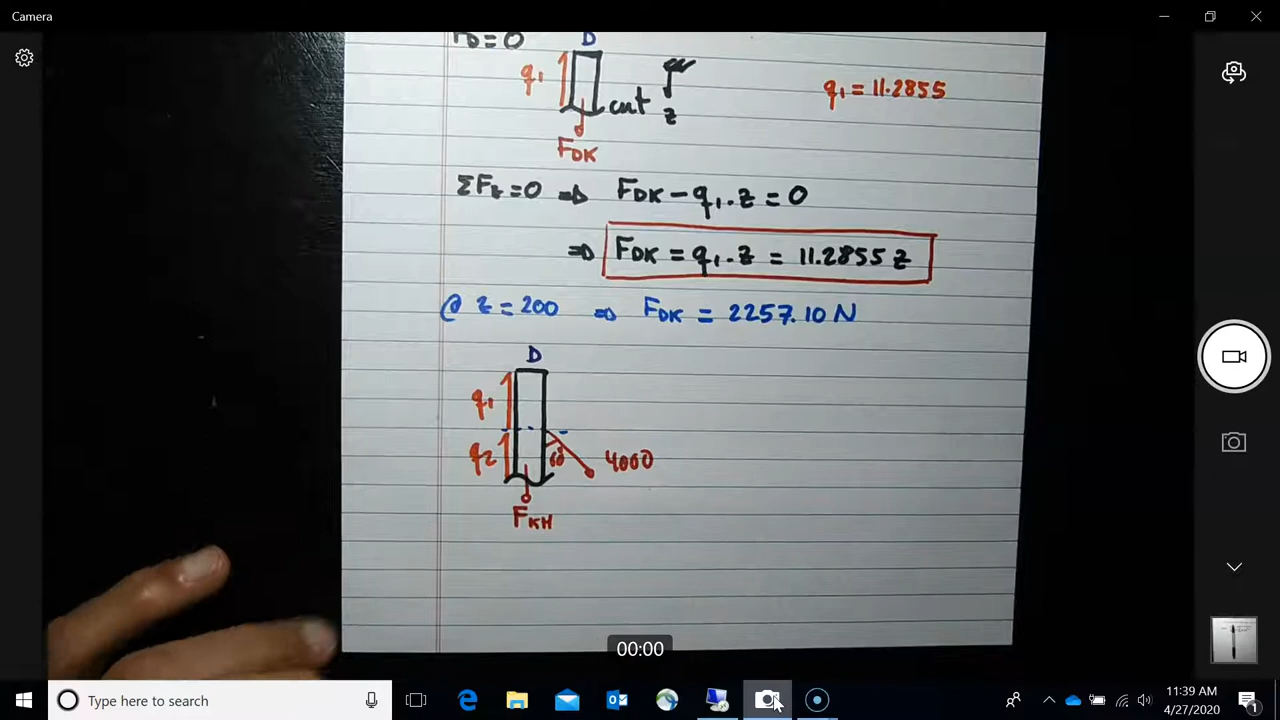 Camera
FD = 0
D
q1
cut
z
FDK
q1 = 11.2855
ΣFz = 0 ⇒ FDK − q1.z = 0
⇒ FDK = q1.z = 11.2855 z
@ z = 200 ⇒ FDK = 2257.10 N
D
q1
q2
60
4000
FKH
00:00
Type here to search
11:39 AM
4/27/2020
1